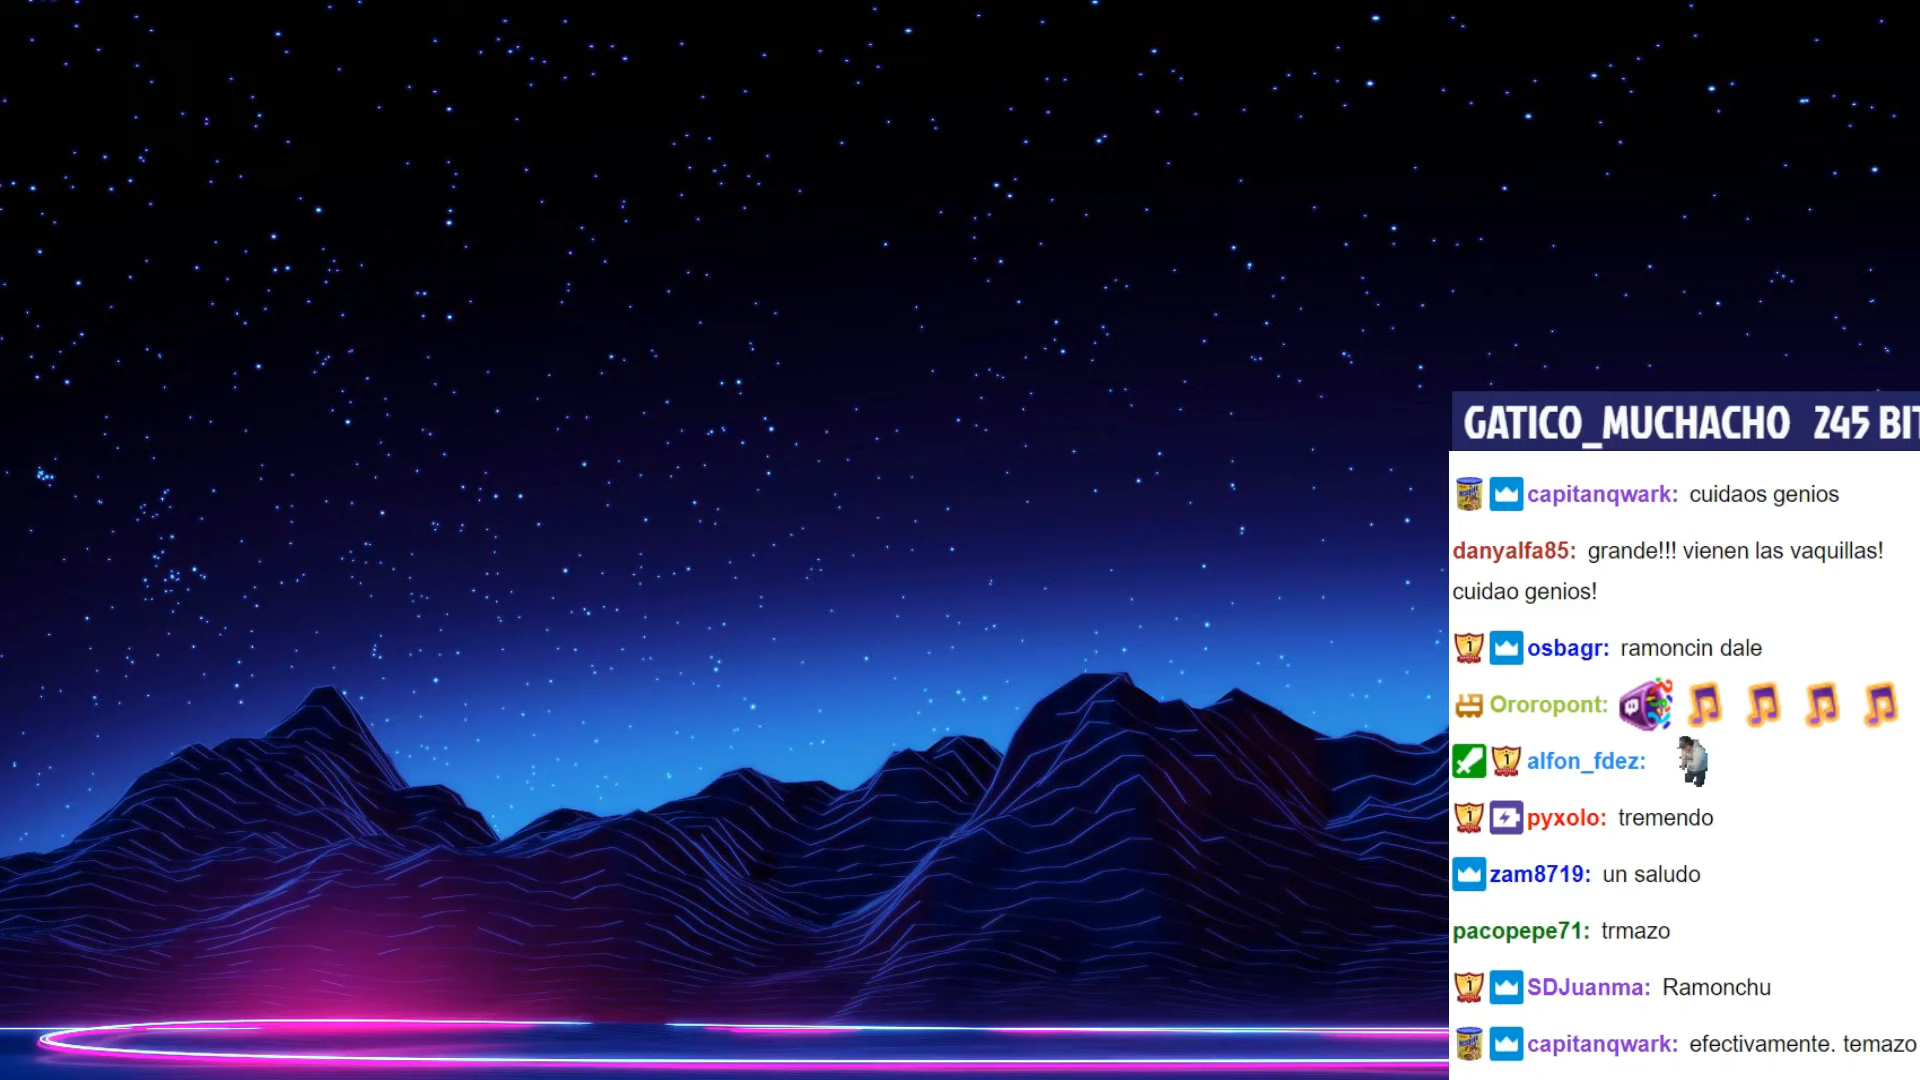 GATICO_MUCHACHO 245 BIT
capitanqwark: cuidaos genios
danyalfa85: grande!!! vienen las vaquillas!
cuidao genios!
osbagr: ramoncin dale
Ororopont:
alfon_fdez:
pyxolo: tremendo
zam8719: un saludo
pacopepe71: trmazo
SDJuanma: Ramonchu
capitanqwark: efectivamente. temazo